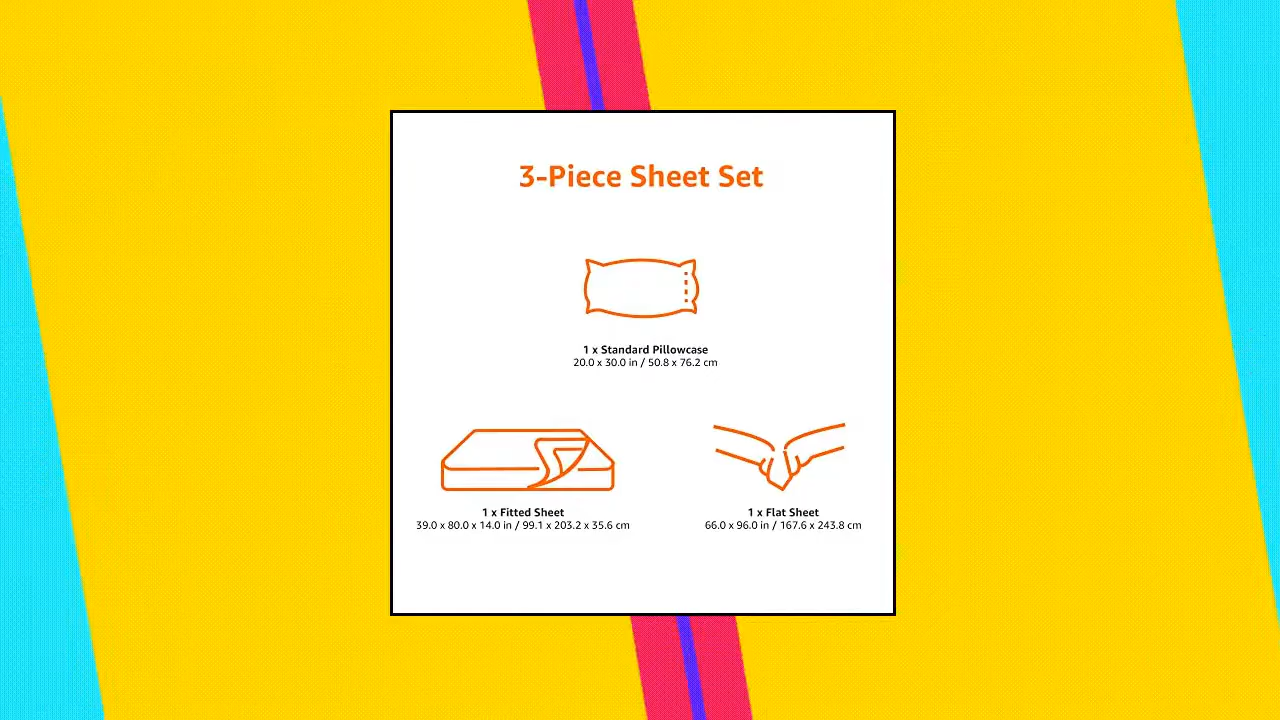 3-Piece Sheet Set
1 x Standard Pillowcase
20.0 x 30.0 in / 50.8 x 76.2 cm
1 x Fitted Sheet
39.0 x 80.0 x 14.0 in / 99.1 x 203.2 x 35.6 cm
1 x Flat Sheet
66.0 x 96.0 in / 167.6 x 243.8 cm